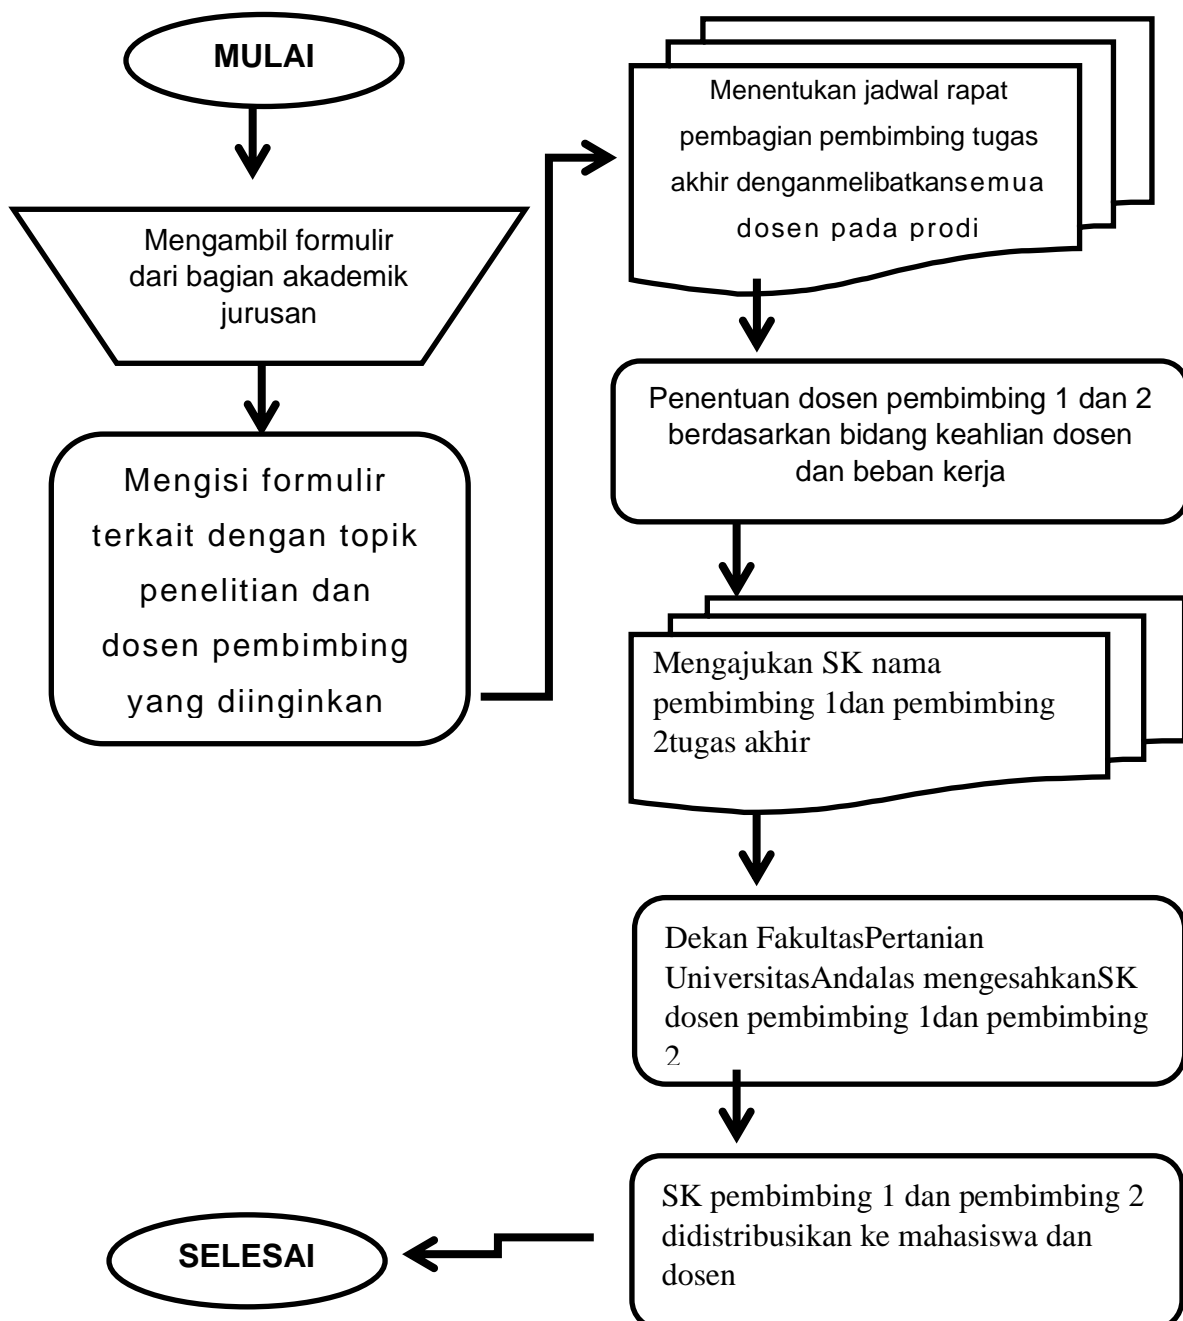 MULAI
Mengambil formulir
dari bagian akademik
jurusan
Mengisi formulir
terkait dengan topik
penelitian dan
dosen pembimbing
yang diinginkan
Menentukan jadwal rapat
pembagian pembimbing tugas
akhir denganmelibatkansemua
dosen pada prodi
Penentuan dosen pembimbing 1 dan 2
berdasarkan bidang keahlian dosen
dan beban kerja
Mengajukan SK nama
pembimbing 1dan pembimbing
2tugas akhir
Dekan FakultasPertanian
UniversitasAndalas mengesahkanSK
dosen pembimbing 1dan pembimbing
2
SK pembimbing 1 dan pembimbing 2
didistribusikan ke mahasiswa dan
dosen
SELESAI